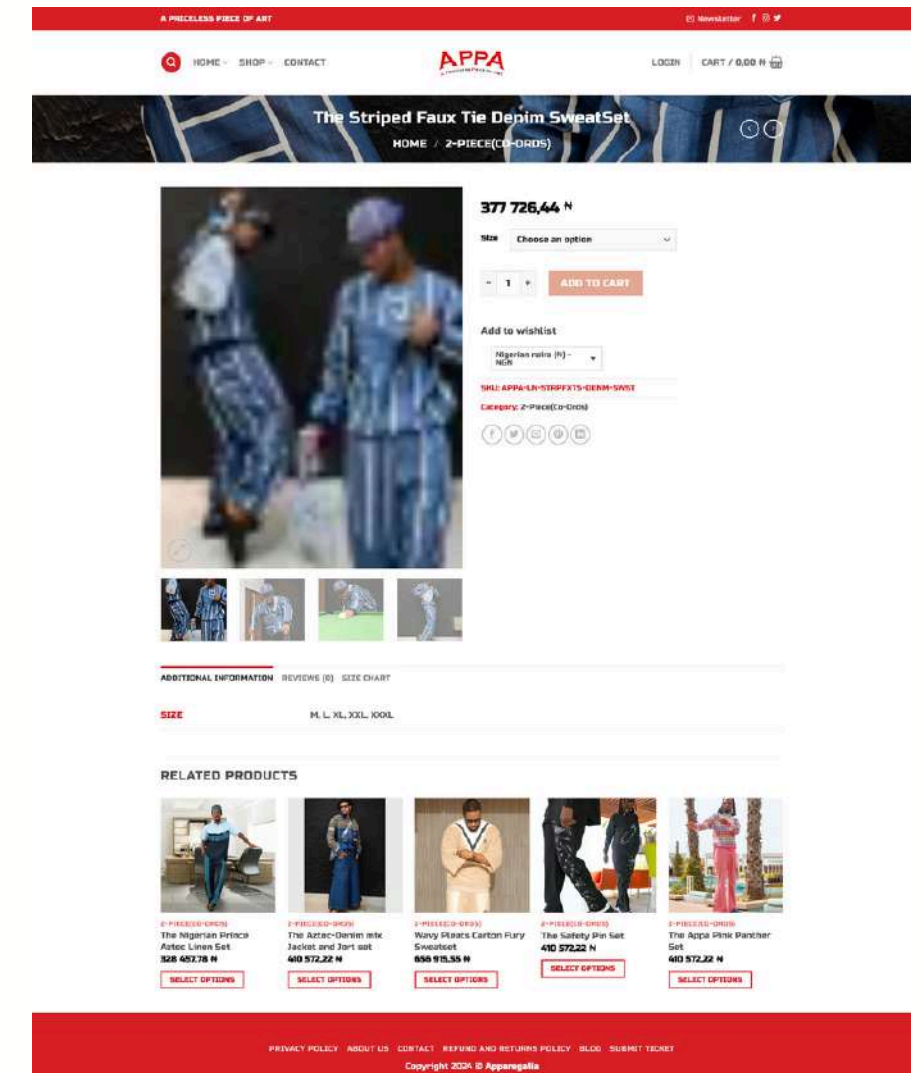 A PRICELESS PIECE OF ART
Newsletter
HOME SHOP CONTACT
APPA
LOGIN CART / 0,00 ₦
The Striped Faux Tie Denim SweatSet
HOME / 2-PIECE(CO-ORDS)
377 726,44 ₦
Size Choose an option
- 1 + ADD TO CART
Add to wishlist
Nigerian naira (₦) -
NGN
SKU: APPA-LN-STRPFXTS-DENM-SWST
Category: 2-Piece(Co-Ords)
ADDITIONAL INFORMATION REVIEWS (0) SIZE CHART
SIZE M, L, XL, XXL, XXXL
RELATED PRODUCTS
2-PIECE(CO-ORDS)
The Nigerian Prince
Aztec Linen Set
328 457,78 ₦
SELECT OPTIONS
2-PIECE(CO-ORDS)
The Aztec-Denim mix
Jacket and Jort set
410 572,22 ₦
SELECT OPTIONS
2-PIECE(CO-ORDS)
Wavy Pleats Carton Fury
Sweatset
656 915,55 ₦
SELECT OPTIONS
2-PIECE(CO-ORDS)
The Safety Pin Set
410 572,22 ₦
SELECT OPTIONS
2-PIECE(CO-ORDS)
The Appa Pink Panther
Set
410 572,22 ₦
SELECT OPTIONS
PRIVACY POLICY ABOUT US CONTACT REFUND AND RETURNS POLICY BLOG SUBMIT TICKET
Copyright 2024 © Apparegalia